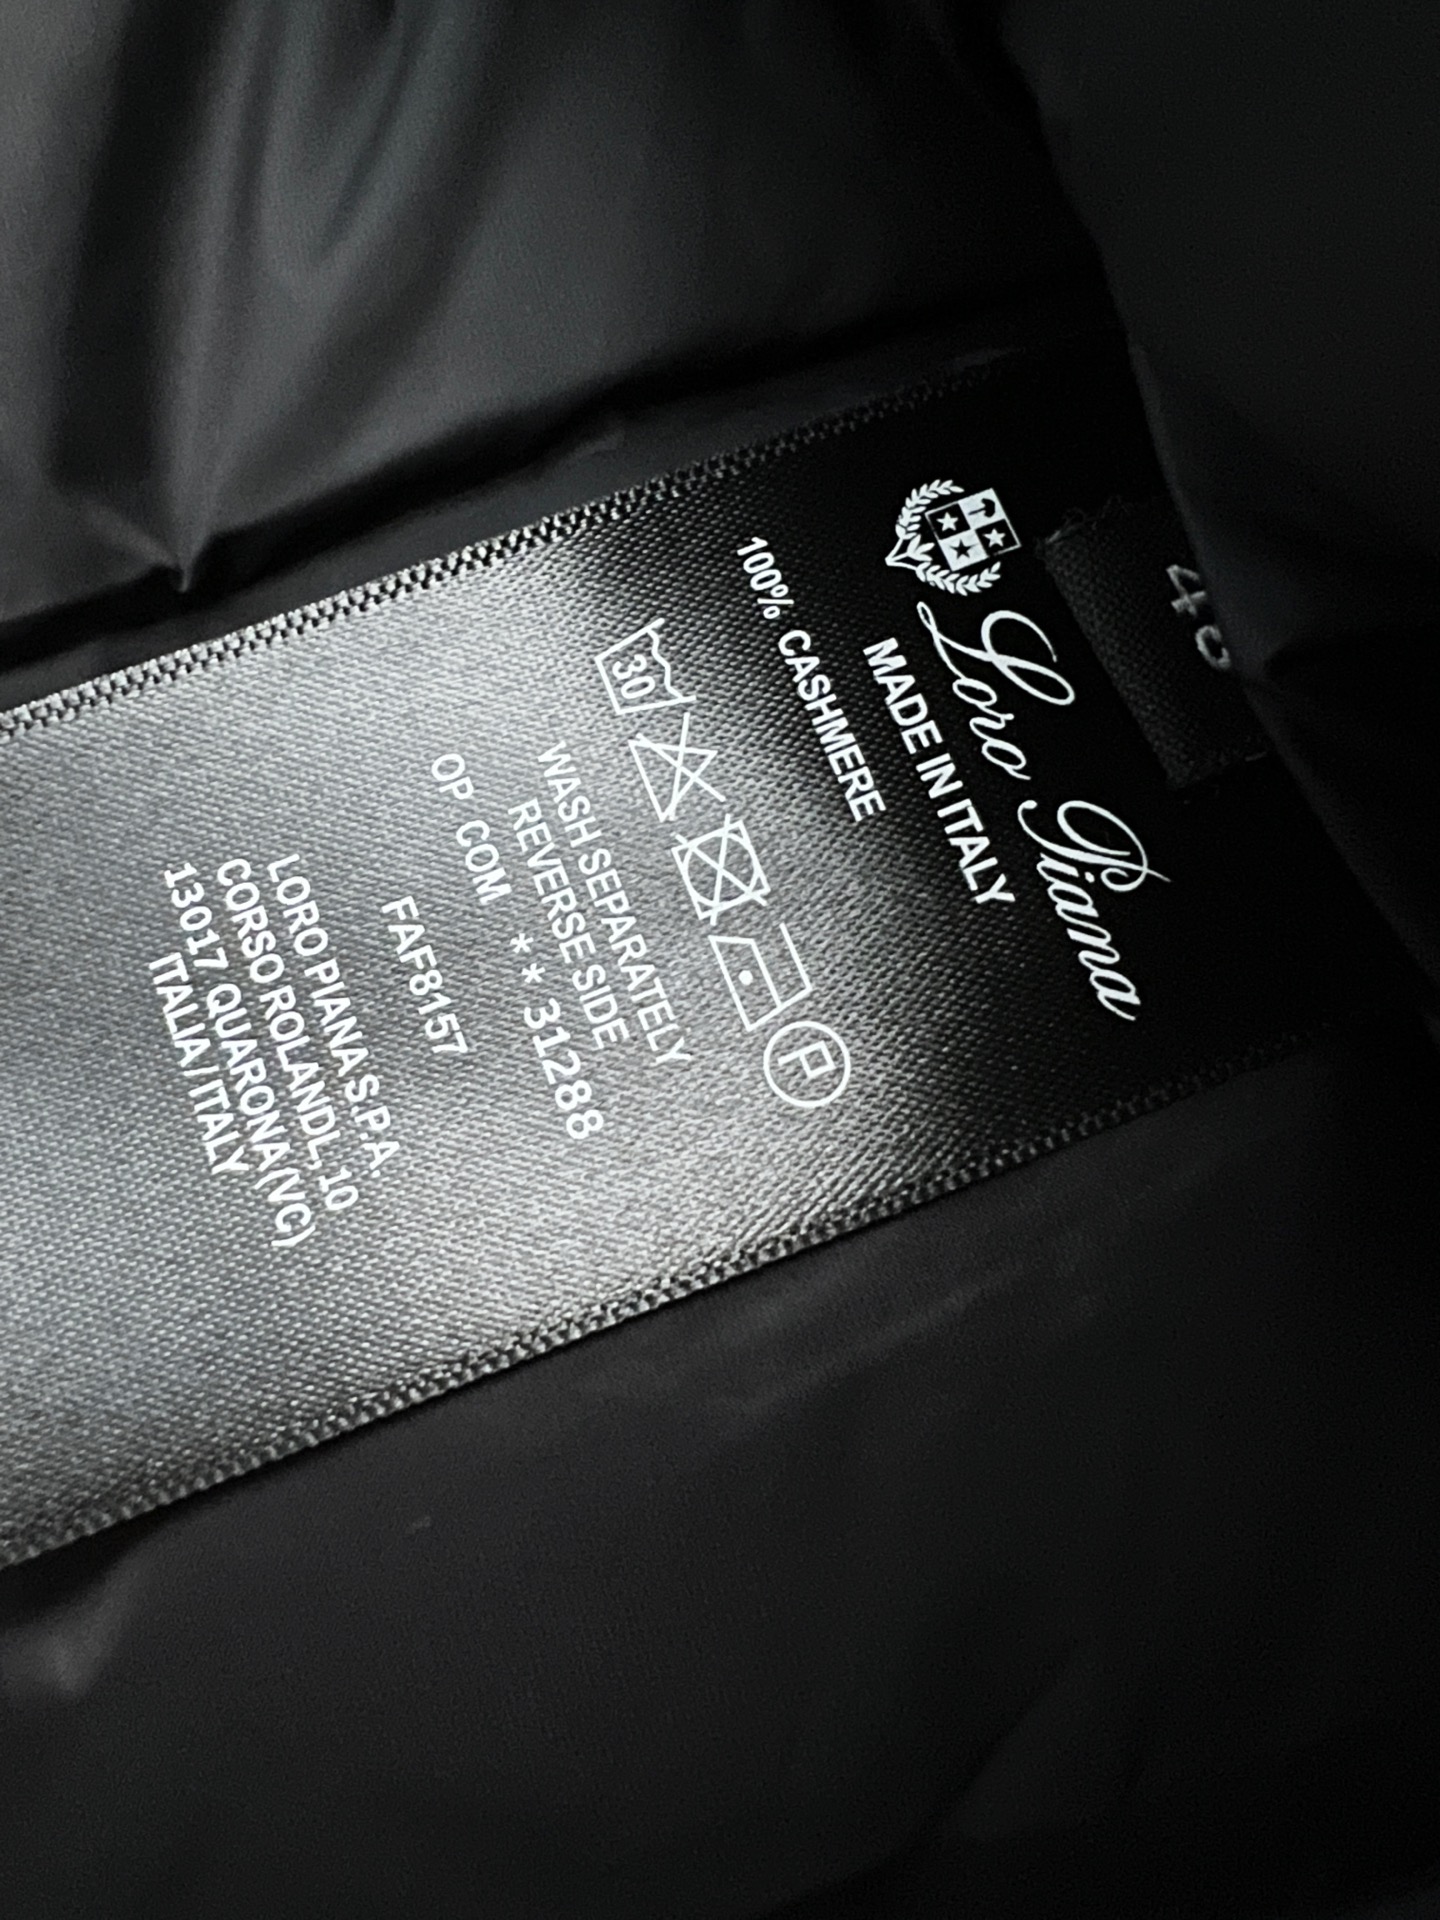 Loro Piana
MADE IN ITALY
100% CASHMERE
30
P
WASH SEPARATELY
REVERSE SIDE
OP COM **31288
FAF8157
LORO PIANA S.P.A.
CORSO ROLANDI, 10
13017 QUARONA (VC)
ITALIA / ITALY